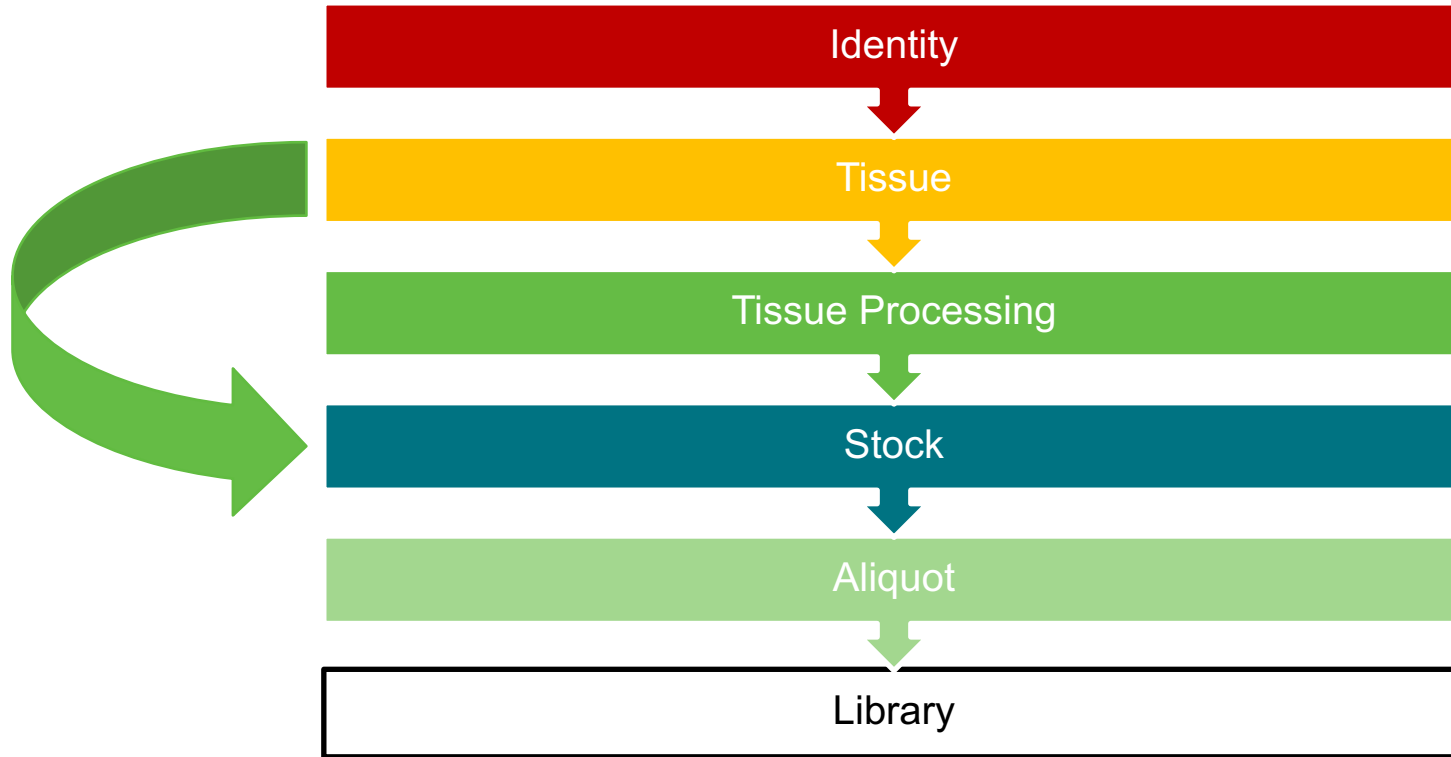 Identity
Tissue
Tissue Processing
Stock
Aliquot
Library